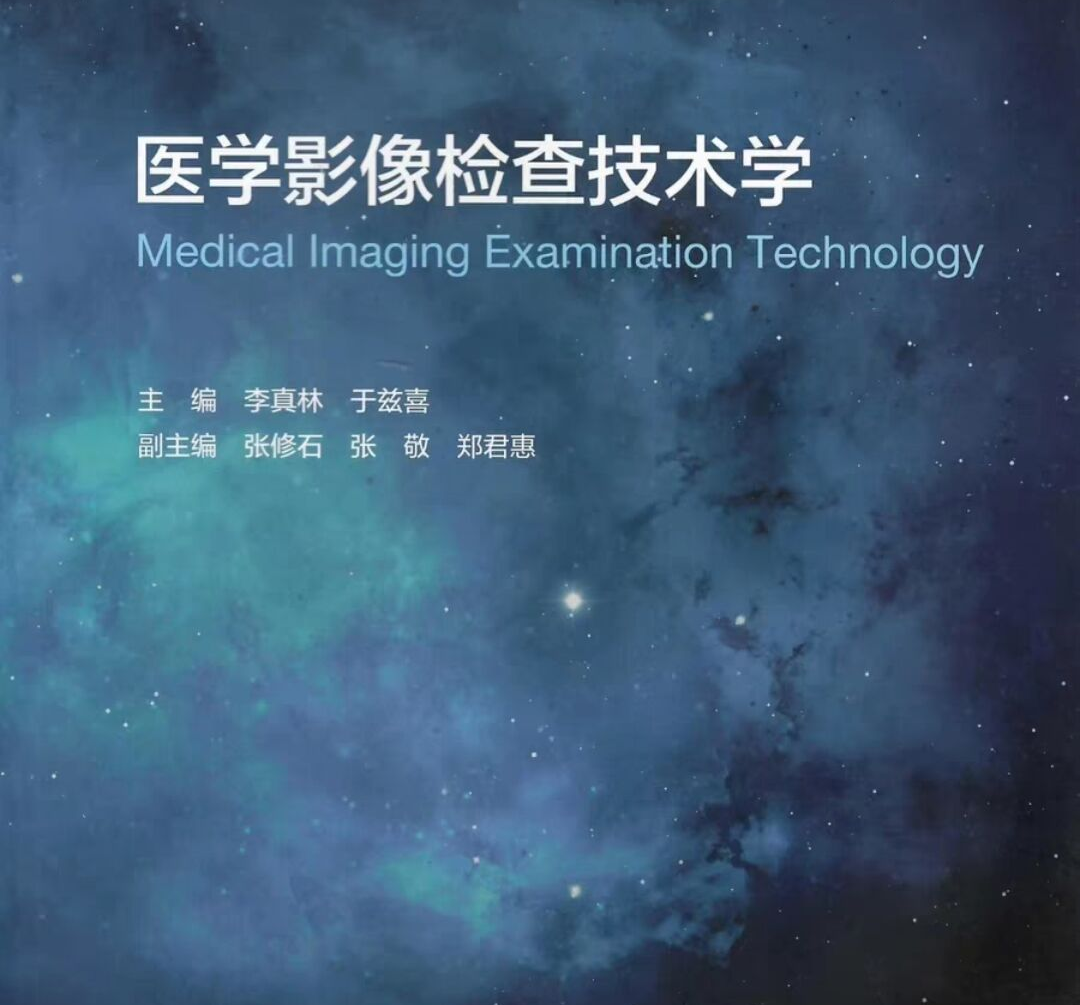 医学影像检查技术学
Medical Imaging Examination Technology
主 编 李真林 于兹喜
副主编 张修石 张 敬 郑君惠